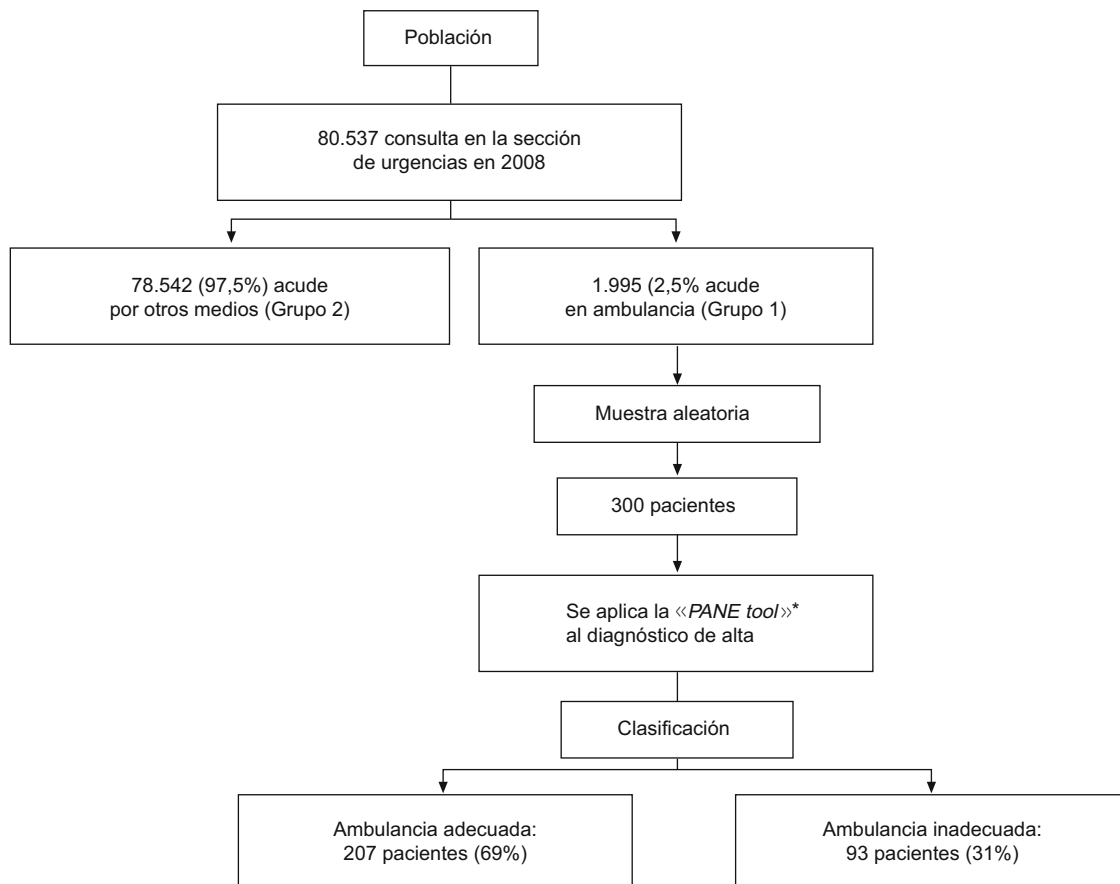 Población
80.537 consulta en la sección
de urgencias en 2008
78.542 (97,5%) acude
por otros medios (Grupo 2)
1.995 (2,5% acude
en ambulancia (Grupo 1)
Muestra aleatoria
300 pacientes
Se aplica la «PANE tool»*
al diagnóstico de alta
Clasificación
Ambulancia adecuada:
207 pacientes (69%)
Ambulancia inadecuada:
93 pacientes (31%)